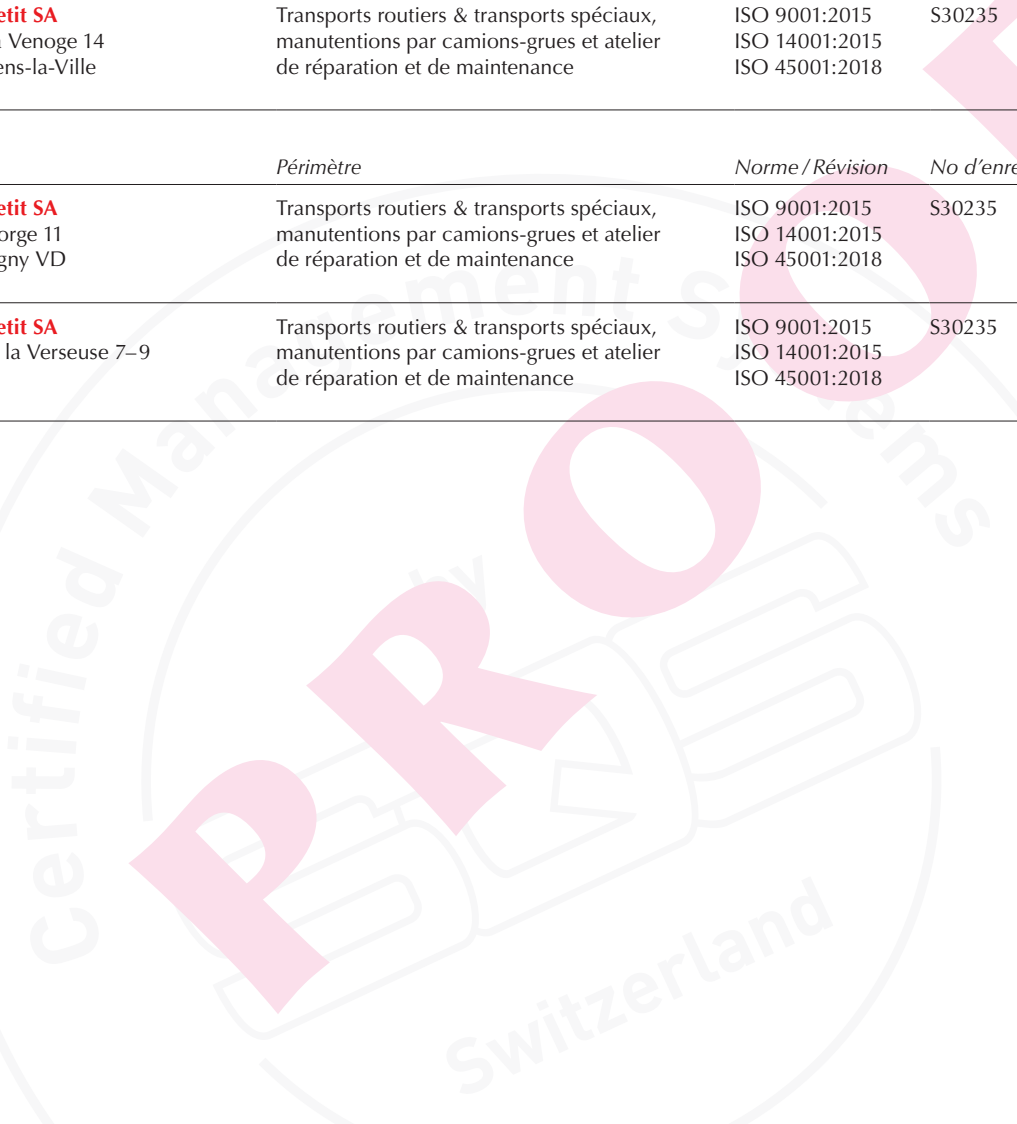 etit SA Transports routiers & transports spéciaux, ISO 9001:2015 S30235
Venoge 14 manutentions par camions-grues et atelier ISO 14001:2015
ens-la-Ville de réparation et de maintenance ISO 45001:2018
Périmètre Norme / Révision No d’enre
etit SA Transports routiers & transports spéciaux, ISO 9001:2015 S30235
orge 11 manutentions par camions-grues et atelier ISO 14001:2015
gny VD de réparation et de maintenance ISO 45001:2018
etit SA Transports routiers & transports spéciaux, ISO 9001:2015 S30235
la Verseuse 7–9 manutentions par camions-grues et atelier ISO 14001:2015
de réparation et de maintenance ISO 45001:2018
Certified Management Systems
by
SQS
Switzerland
PROO